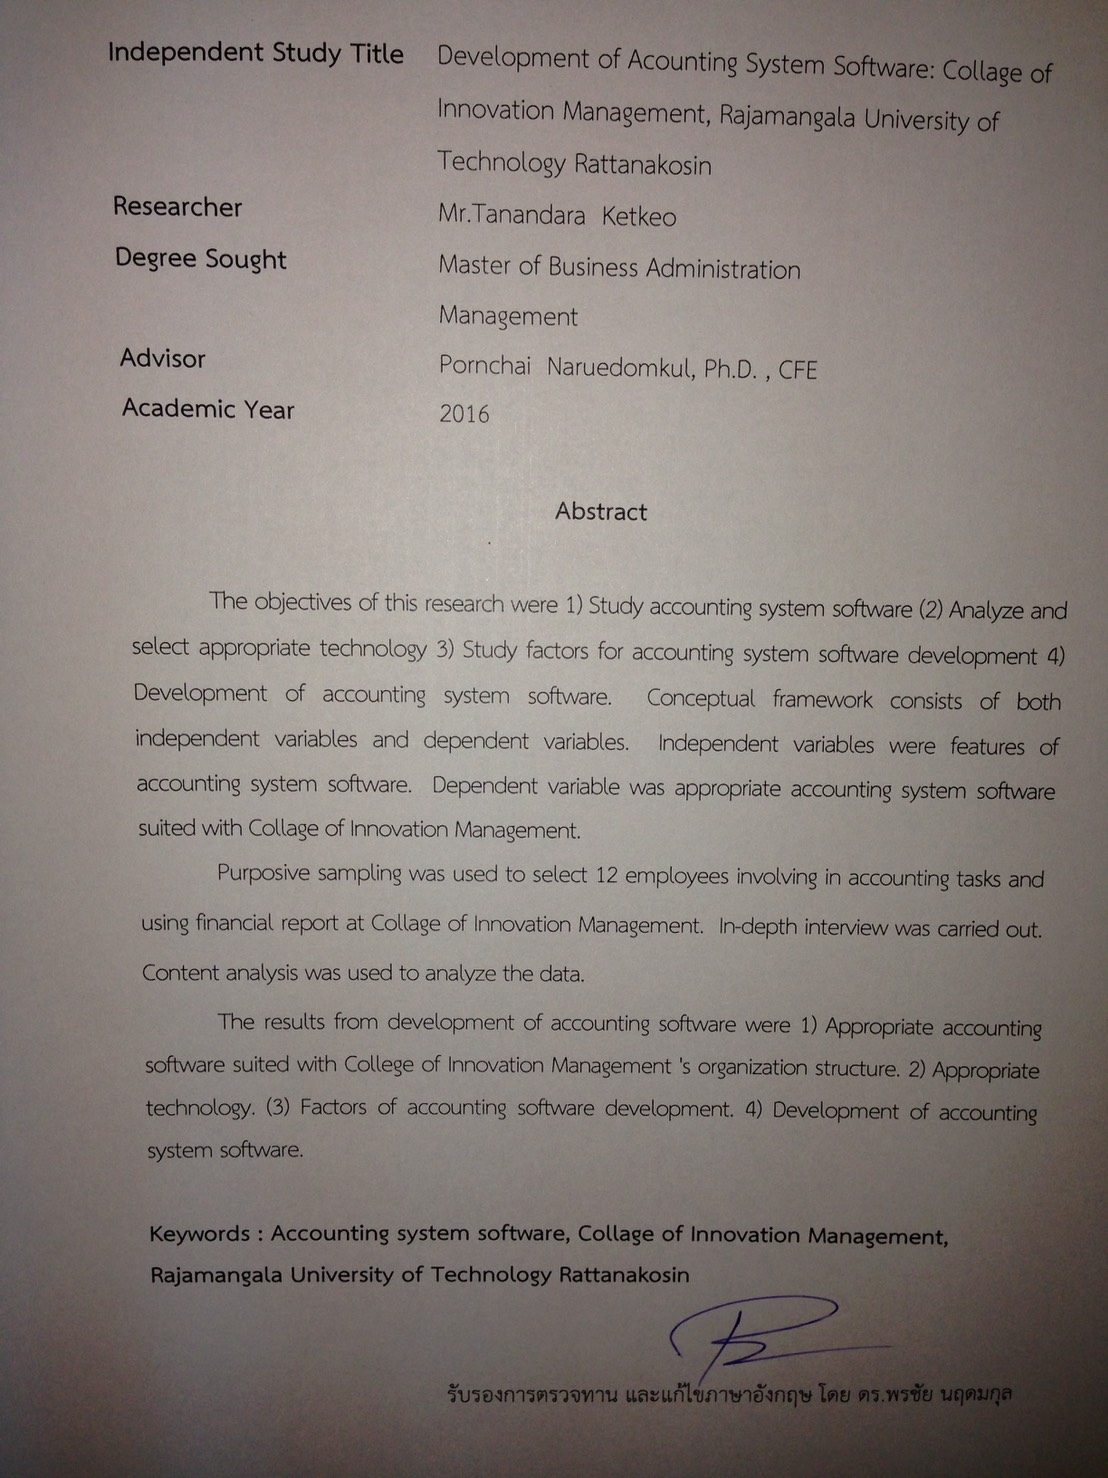 Independent Study Title Development of Acounting System Software: Collage of
Innovation Management, Rajamangala University of
Technology Rattanakosin
Researcher Mr.Tanandara Ketkeo
Degree Sought Master of Business Administration
Management
Advisor Pornchai Naruedomkul, Ph.D. , CFE
Academic Year 2016
Abstract
The objectives of this research were 1) Study accounting system software (2) Analyze and
select appropriate technology 3) Study factors for accounting system software development 4)
Development of accounting system software. Conceptual framework consists of both
independent variables and dependent variables. Independent variables were features of
accounting system software. Dependent variable was appropriate accounting system software
suited with Collage of Innovation Management.
Purposive sampling was used to select 12 employees involving in accounting tasks and
using financial report at Collage of Innovation Management. In-depth interview was carried out.
Content analysis was used to analyze the data.
The results from development of accounting software were 1) Appropriate accounting
software suited with College of Innovation Management 's organization structure. 2) Appropriate
technology. (3) Factors of accounting software development. 4) Development of accounting
system software.
Keywords : Accounting system software, Collage of Innovation Management,
Rajamangala University of Technology Rattanakosin
รับรองการตรวจทาน และแก้ไขภาษาอังกฤษ โดย ดร.พรชัย นฤดมกุล